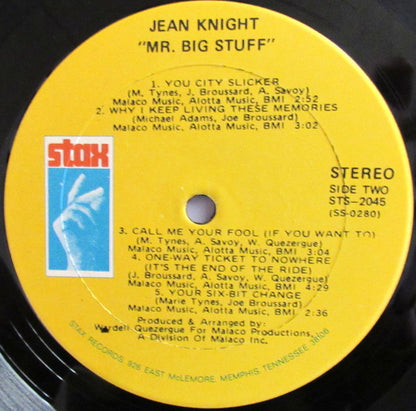 JEAN KNIGHT
"MR. BIG STUFF"
1. YOU CITY SLICKER
(M. Tynes, J. Broussard, A. Savoy)
Malaco Music, Alotta Music, BMI 2:52
2. WHY I KEEP LIVING THESE MEMORIES
(Michael Adams, Joe Broussard)
Malaco Music, Alotta Music, BMI 3:02
stax
STEREO
SIDE TWO
STS-2045
(SS-0280)
3. CALL ME YOUR FOOL (IF YOU WANT TO)
(M. Tynes, A. Savoy, W. Quezergue)
Malaco Music, Alotta Music, BMI 3:04
4. ONE-WAY TICKET TO NOWHERE
(IT'S THE END OF THE RIDE)
(J. Broussard, A. Savoy, W. Quezergue)
Malaco Music, Alotta Music, BMI 4:29
5. YOUR SIX-BIT CHANGE
(Marie Tynes, Joe Broussard)
Malaco Music, Alotta Music, BMI 2:36
Produced & Arranged by:
Wardell Quezergue For Malaco Productions,
A Division Of Malaco Inc.
STAX RECORDS, 926 EAST McLEMORE, MEMPHIS, TENNESSEE 38106